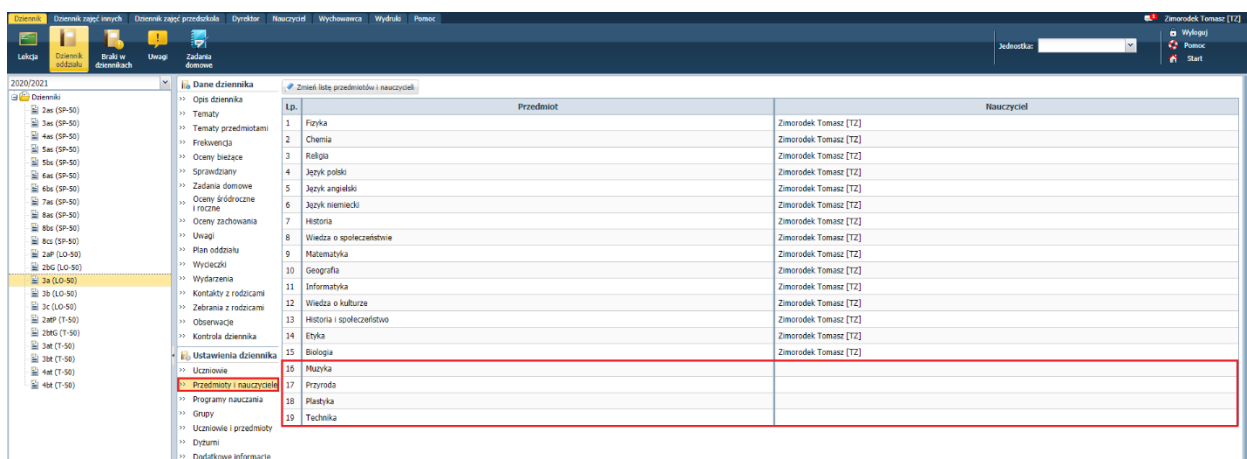 Dziennik Dziennik zajęć innych Dziennik zajęć przedszkola Dyrektor Nauczyciel Wychowawca Wydruki Pomoc Zimorodek Tomasz [TZ]
Lekcja Dziennik oddziału Braki w dziennikach Uwagi Zadania domowe Jednostka: Wyloguj
Pomoc
Start
2020/2021
Dzienniki
2as (SP-50)
3as (SP-50)
4as (SP-50)
5as (SP-50)
5bs (SP-50)
6as (SP-50)
6bs (SP-50)
7as (SP-50)
8as (SP-50)
8bs (SP-50)
8cs (SP-50)
2aP (LO-50)
2bG (LO-50)
3a (LO-50)
3b (LO-50)
3c (LO-50)
2atP (T-50)
2btG (T-50)
3at (T-50)
3bt (T-50)
4at (T-50)
4bt (T-50)
Dane dziennika
Opis dziennika
Tematy
Tematy przedmiotami
Frekwencja
Oceny bieżące
Sprawdziany
Zadania domowe
Oceny śródroczne
i roczne
Oceny zachowania
Uwagi
Plan oddziału
Wycieczki
Wydarzenia
Kontakty z rodzicami
Zebrania z rodzicami
Obserwacje
Kontrola dziennika
Ustawienia dziennika
Uczniowie
Przedmioty i nauczyciele
Programy nauczania
Grupy
Uczniowie i przedmioty
Dyżurni
Dodatkowe informacje
Zmień listę przedmiotów i nauczycieli
Lp. Przedmiot Nauczyciel
1 Fizyka Zimorodek Tomasz [TZ]
2 Chemia Zimorodek Tomasz [TZ]
3 Religia Zimorodek Tomasz [TZ]
4 Język polski Zimorodek Tomasz [TZ]
5 Język angielski Zimorodek Tomasz [TZ]
6 Język niemiecki Zimorodek Tomasz [TZ]
7 Historia Zimorodek Tomasz [TZ]
8 Wiedza o społeczeństwie Zimorodek Tomasz [TZ]
9 Matematyka Zimorodek Tomasz [TZ]
10 Geografia Zimorodek Tomasz [TZ]
11 Informatyka Zimorodek Tomasz [TZ]
12 Wiedza o kulturze Zimorodek Tomasz [TZ]
13 Historia i społeczeństwo Zimorodek Tomasz [TZ]
14 Etyka Zimorodek Tomasz [TZ]
15 Biologia Zimorodek Tomasz [TZ]
16 Muzyka
17 Przyroda
18 Plastyka
19 Technika